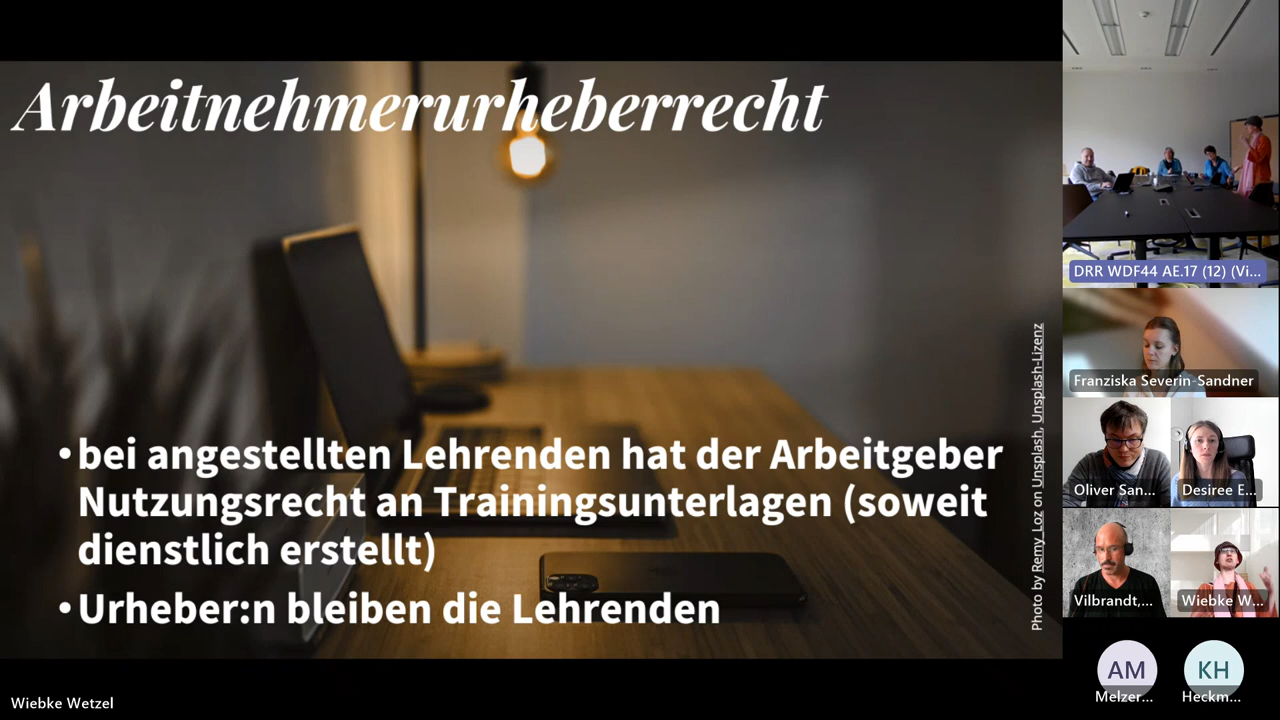 Arbeitnehmerurheberrecht
• bei angestellten Lehrenden hat der Arbeitgeber
Nutzungsrecht an Trainingsunterlagen (soweit
dienstlich erstellt)
• Urheber:n bleiben die Lehrenden
Photo by Remy Loz on Unsplash, Unsplash-Lizenz
Wiebke Wetzel
DRR WDF44 AE.17 (12) (Vi...
Franziska Severin-Sandner
Oliver San...
Desiree E...
Vilbrandt,...
Wiebke W...
AM
KH
Melzer...
Heckm...